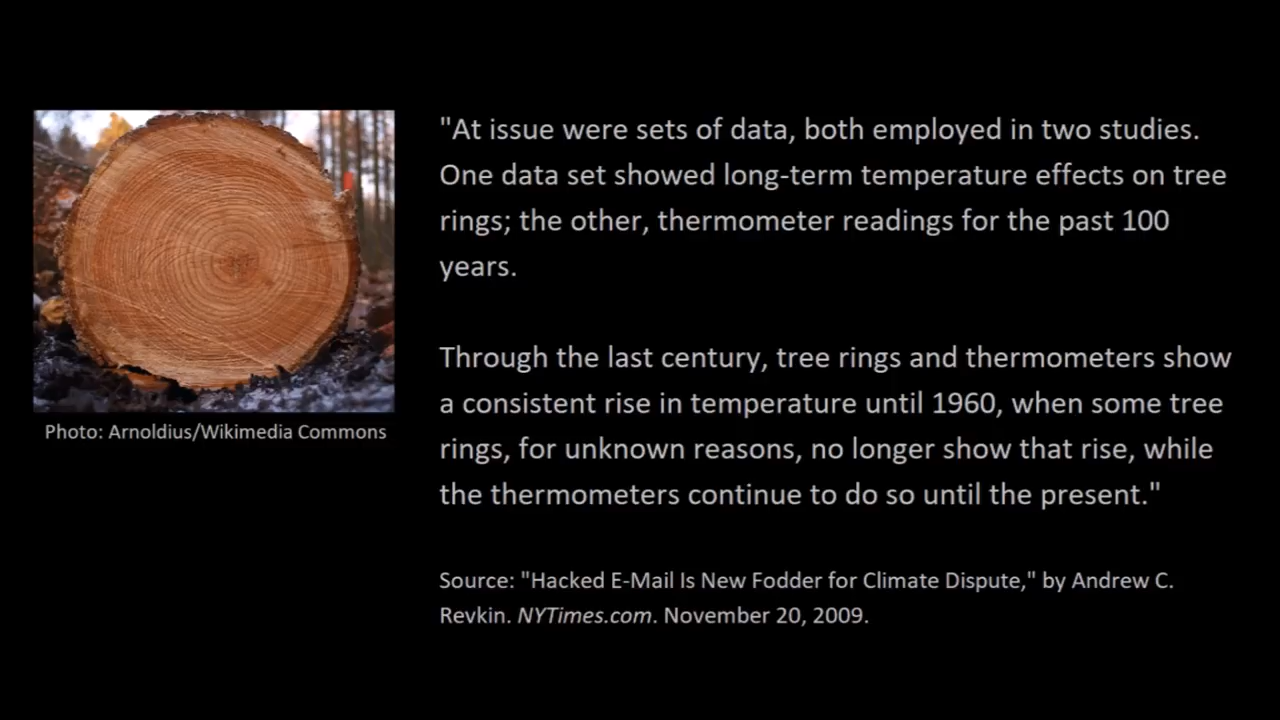 "At issue were sets of data, both employed in two studies.
One data set showed long-term temperature effects on tree
rings; the other, thermometer readings for the past 100
years.
Through the last century, tree rings and thermometers show
a consistent rise in temperature until 1960, when some tree
rings, for unknown reasons, no longer show that rise, while
the thermometers continue to do so until the present."
Photo: Arnoldius/Wikimedia Commons
Source: "Hacked E-Mail Is New Fodder for Climate Dispute," by Andrew C.
Revkin. NYTimes.com. November 20, 2009.